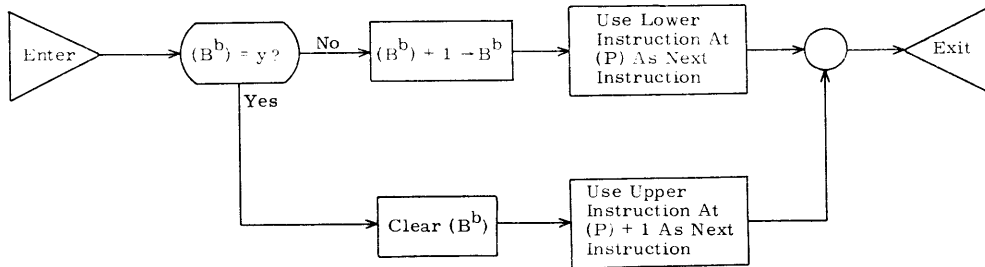 Enter
(B^b) = y?
No
(B^b) + 1 → B^b
Use Lower
Instruction At
(P) As Next
Instruction
Exit
Yes
Clear (B^b)
Use Upper
Instruction At
(P) + 1 As Next
Instruction